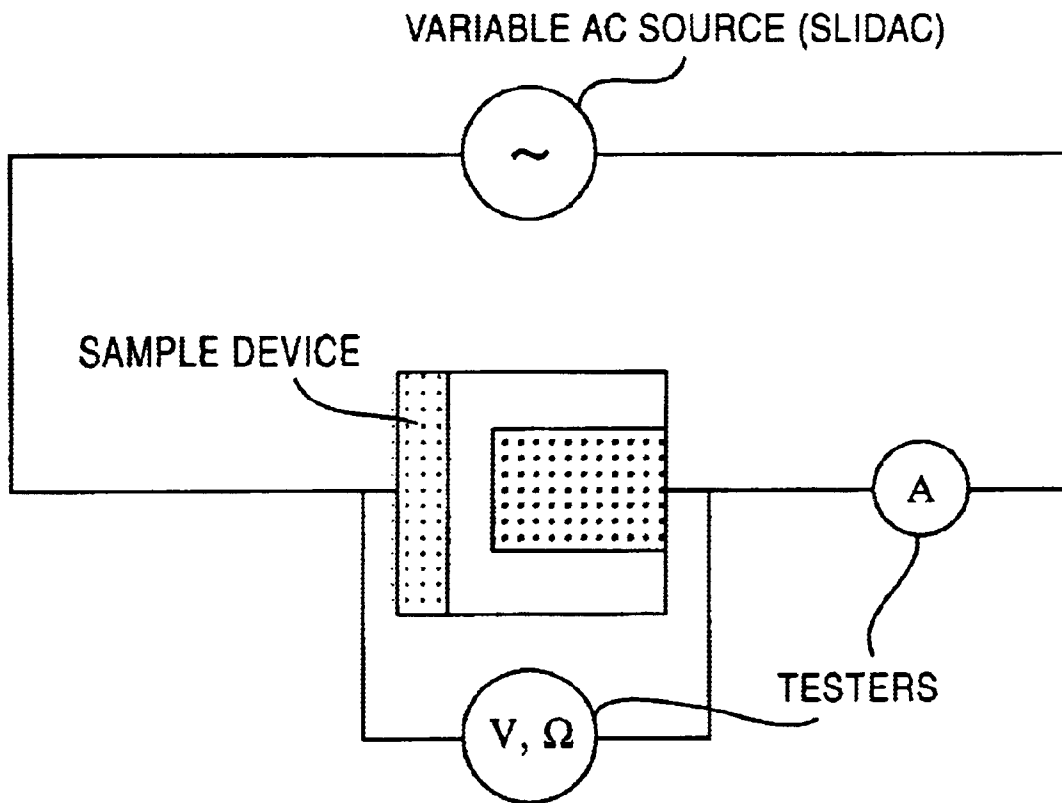 VARIABLE AC SOURCE (SLIDAC)
~
SAMPLE DEVICE
A
TESTERS
V, Ω